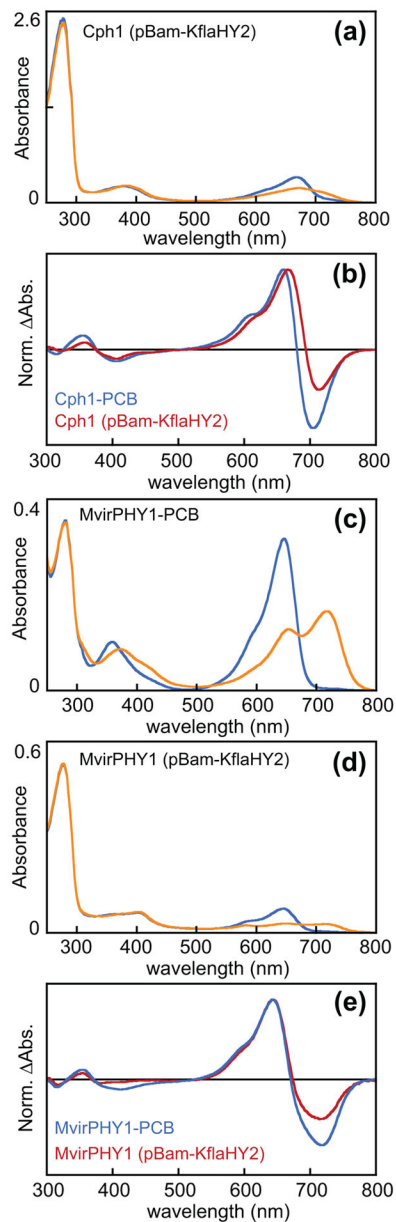 2.6
Cph1 (pBam-KflaHY2)
(a)
Absorbance
0
300 400 500 600 700 800
wavelength (nm)
(b)
Norm. ΔAbs.
Cph1-PCB
Cph1 (pBam-KflaHY2)
300 400 500 600 700 800
wavelength (nm)
0.4
MvirPHY1-PCB
(c)
Absorbance
0
300 400 500 600 700 800
wavelength (nm)
0.6
MvirPHY1 (pBam-KflaHY2)
(d)
Absorbance
0
300 400 500 600 700 800
wavelength (nm)
(e)
Norm. ΔAbs.
MvirPHY1-PCB
MvirPHY1 (pBam-KflaHY2)
300 400 500 600 700 800
wavelength (nm)